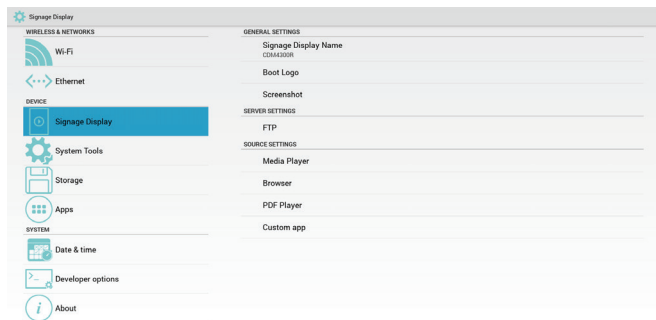 Signage Display
WIRELESS & NETWORKS
Wi-Fi
Ethernet
DEVICE
Signage Display
System Tools
Storage
Apps
SYSTEM
Date & time
Developer options
About
GENERAL SETTINGS
Signage Display Name
CDM4300R
Boot Logo
Screenshot
SERVER SETTINGS
FTP
SOURCE SETTINGS
Media Player
Browser
PDF Player
Custom app